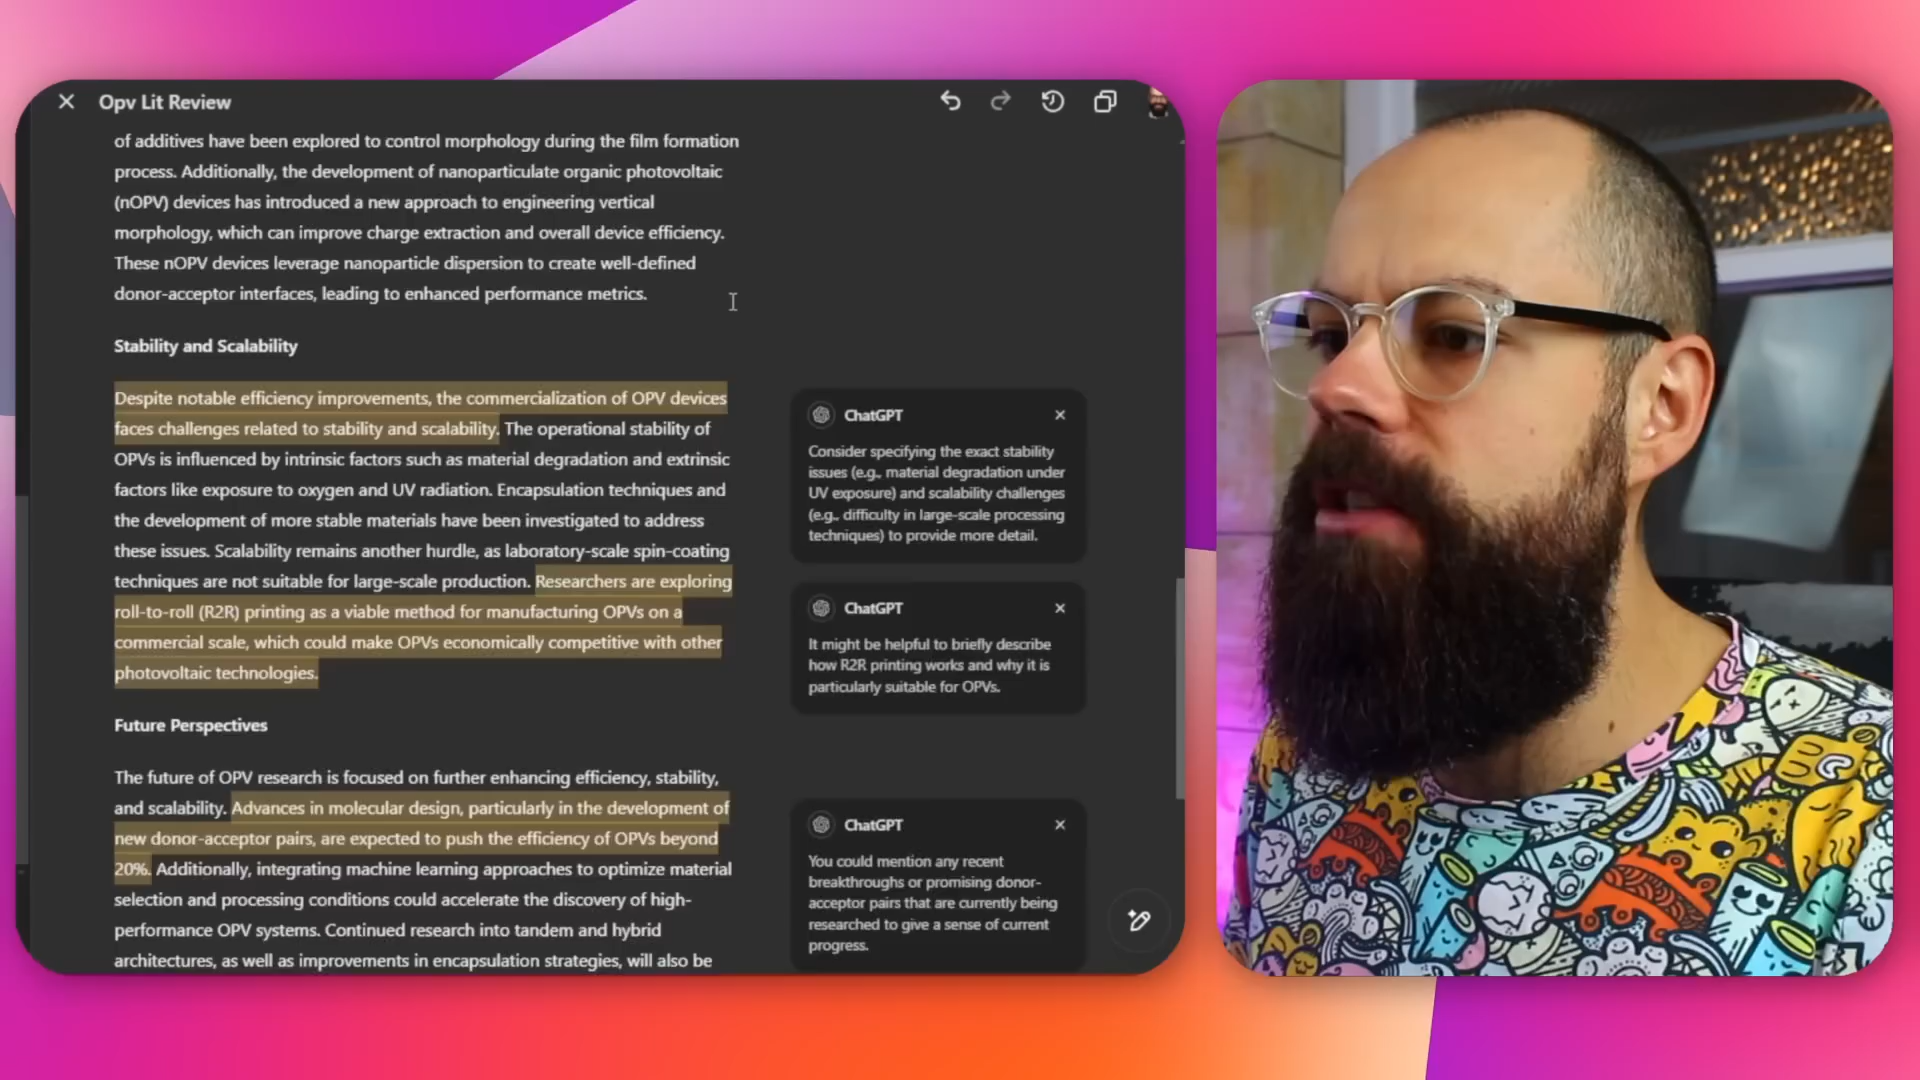 Opv Lit Review
of additives have been explored to control morphology during the film formation
process. Additionally, the development of nanoparticulate organic photovoltaic
(nOPV) devices has introduced a new approach to engineering vertical
morphology, which can improve charge extraction and overall device efficiency.
These nOPV devices leverage nanoparticle dispersion to create well-defined
donor-acceptor interfaces, leading to enhanced performance metrics.
Stability and Scalability
Despite notable efficiency improvements, the commercialization of OPV devices
faces challenges related to stability and scalability. The operational stability of
OPVs is influenced by intrinsic factors such as material degradation and extrinsic
factors like exposure to oxygen and UV radiation. Encapsulation techniques and
the development of more stable materials have been investigated to address
these issues. Scalability remains another hurdle, as laboratory-scale spin-coating
techniques are not suitable for large-scale production. Researchers are exploring
roll-to-roll (R2R) printing as a viable method for manufacturing OPVs on a
commercial scale, which could make OPVs economically competitive with other
photovoltaic technologies.
Future Perspectives
The future of OPV research is focused on further enhancing efficiency, stability,
and scalability. Advances in molecular design, particularly in the development of
new donor-acceptor pairs, are expected to push the efficiency of OPVs beyond
20%. Additionally, integrating machine learning approaches to optimize material
selection and processing conditions could accelerate the discovery of high-
performance OPV systems. Continued research into tandem and hybrid
architectures, as well as improvements in encapsulation strategies, will also be
ChatGPT
Consider specifying the exact stability
issues (e.g., material degradation under
UV exposure) and scalability challenges
(e.g., difficulty in large-scale processing
techniques) to provide more detail.
ChatGPT
It might be helpful to briefly describe
how R2R printing works and why it is
particularly suitable for OPVs.
ChatGPT
You could mention any recent
breakthroughs or promising donor-
acceptor pairs that are currently being
researched to give a sense of current
progress.